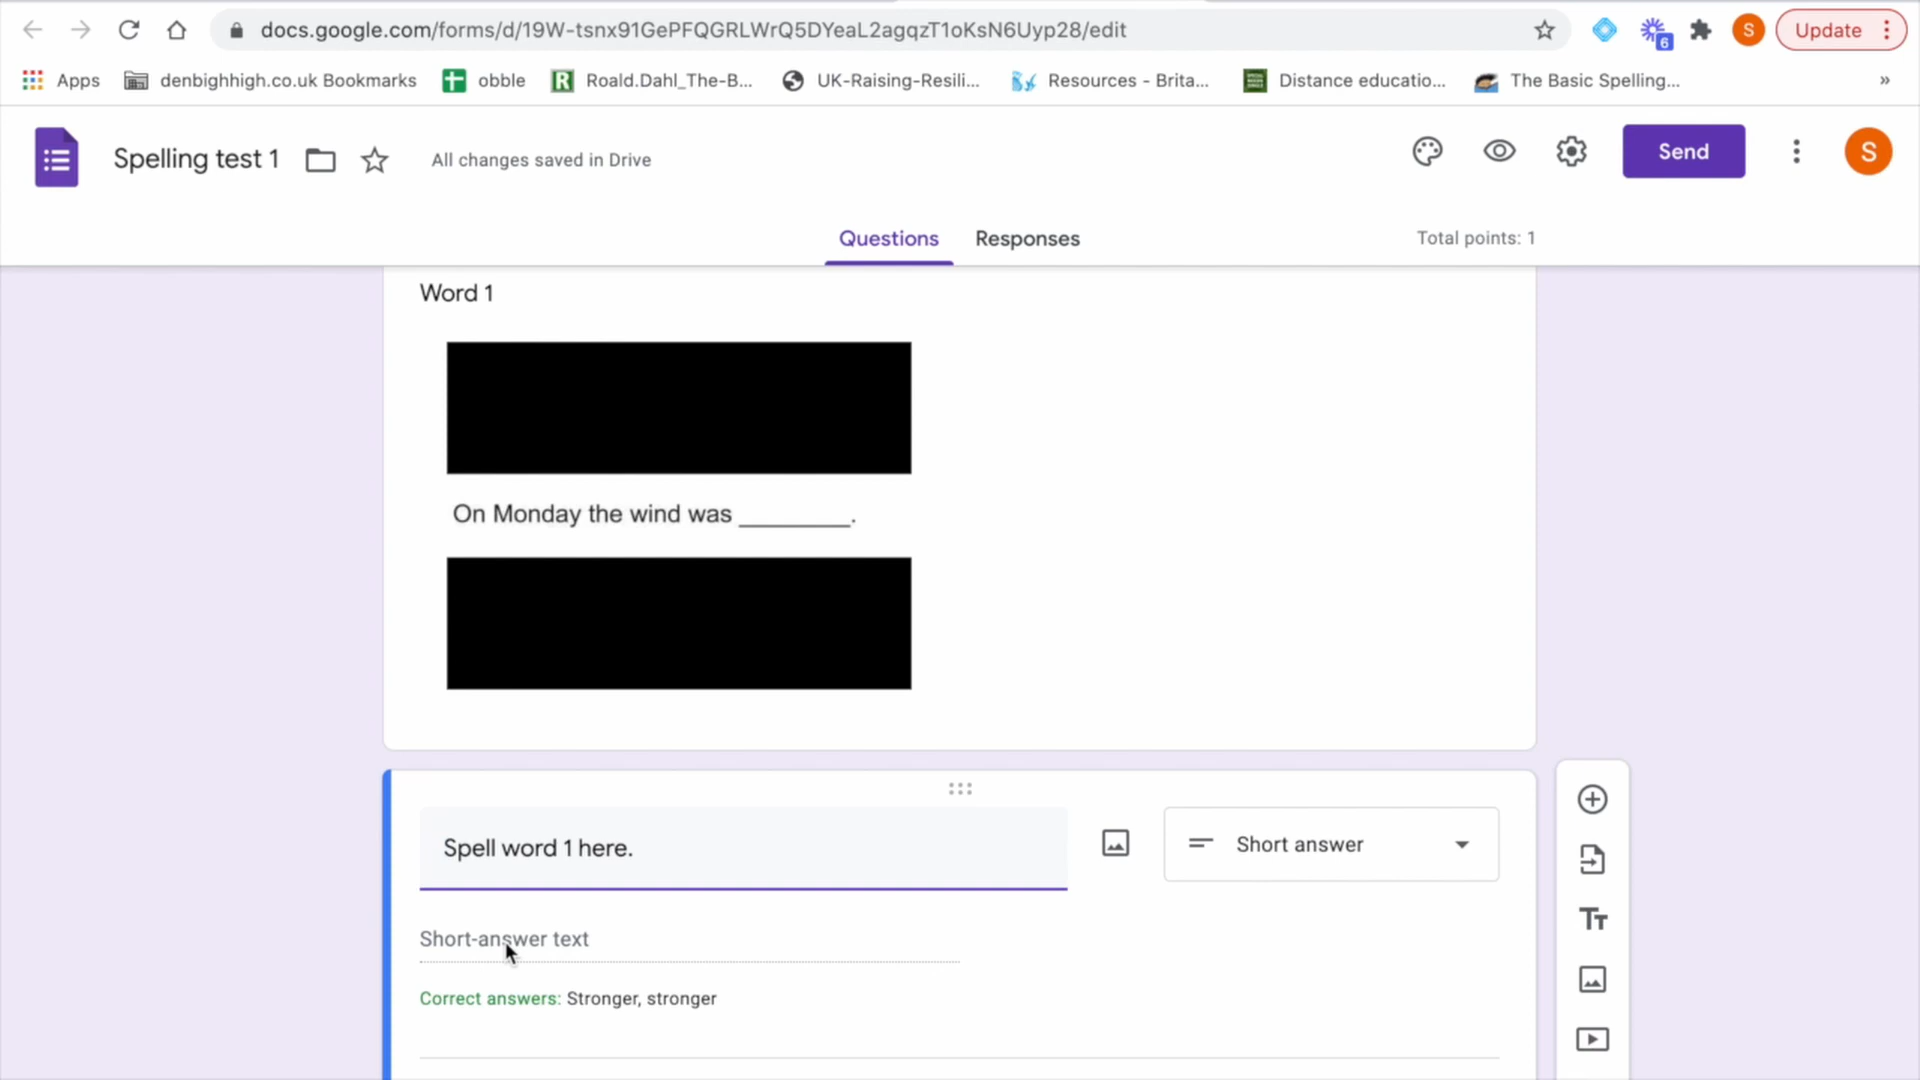 docs.google.com/forms/d/19W-tsnx91GePFQGRLWrQ5DYeaL2agqzT1oKsN6Uyp28/edit
6
S
Update
Apps
denbighhigh.co.uk Bookmarks
obble
Roald.Dahl_The-B...
UK-Raising-Resili...
Resources - Brita...
Distance educatio...
The Basic Spelling...
»
Spelling test 1
All changes saved in Drive
Send
S
Questions
Responses
Total points: 1
Word 1
On Monday the wind was ________.
Spell word 1 here.
Short answer
Short-answer text
Correct answers: Stronger, stronger